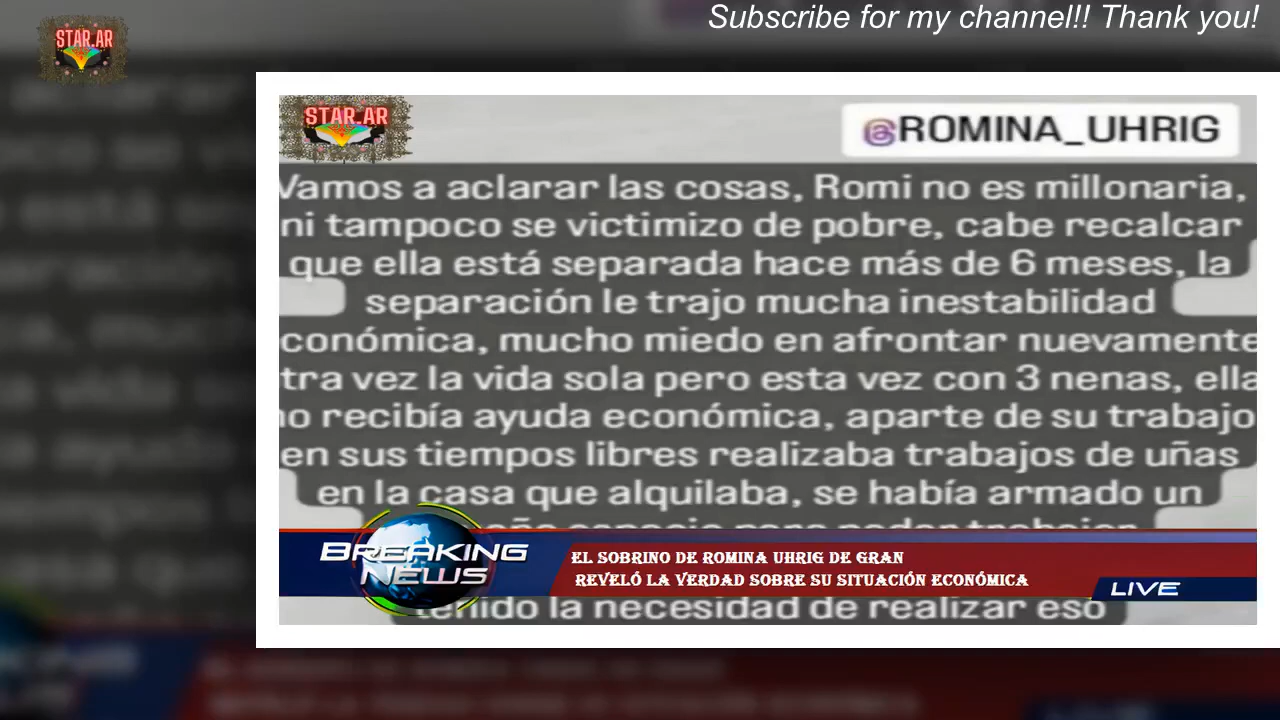 Subscribe for my channel!! Thank you!
STAR.AR
STAR.AR
@ROMINA_UHRIG
Vamos a aclarar las cosas, Romi no es millonaria,
ni tampoco se victimizo de pobre, cabe recalcar
que ella está separada hace más de 6 meses, la
separación le trajo mucha inestabilidad
conómica, mucho miedo en afrontar nuevamente
tra vez la vida sola pero esta vez con 3 nenas, ella
no recibía ayuda económica, aparte de su trabajo
en sus tiempos libres realizaba trabajos de uñas
en la casa que alquilaba, se había armado un
espacio para poder trabajar
BREAKING
NEWS
EL SOBRINO DE ROMINA UHRIG DE GRAN
REVELÓ LA VERDAD SOBRE SU SITUACIÓN ECONÓMICA
LIVE
tenido la necesidad de realizar eso